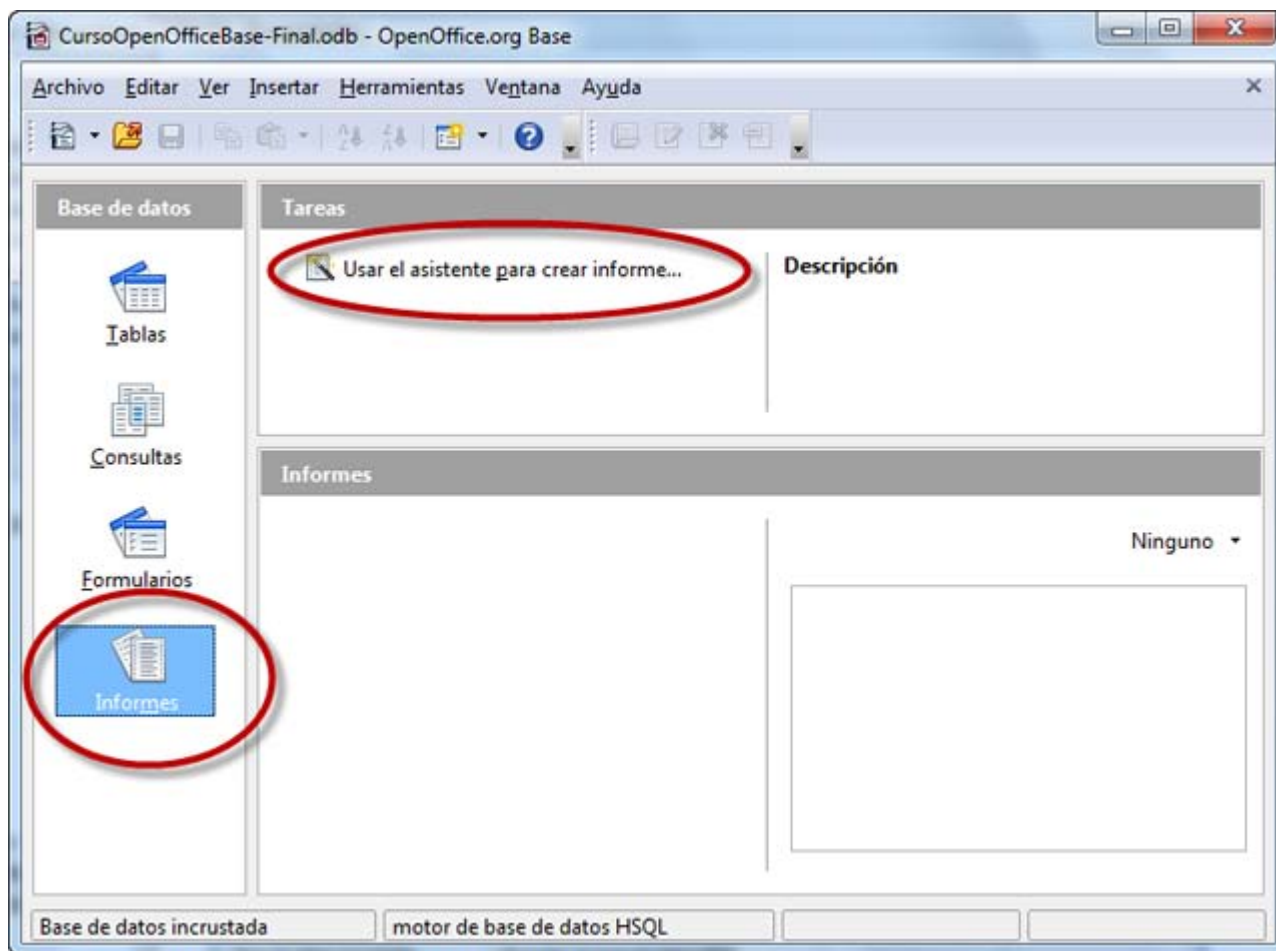 CursoOpenOfficeBase-Final.odb - OpenOffice.org Base
Archivo Editar Ver Insertar Herramientas Ventana Ayuda
Base de datos
Tareas
Usar el asistente para crear informe...
Descripción
Tablas
Consultas
Formularios
Informes
Informes
Ninguno
Base de datos incrustada
motor de base de datos HSQL